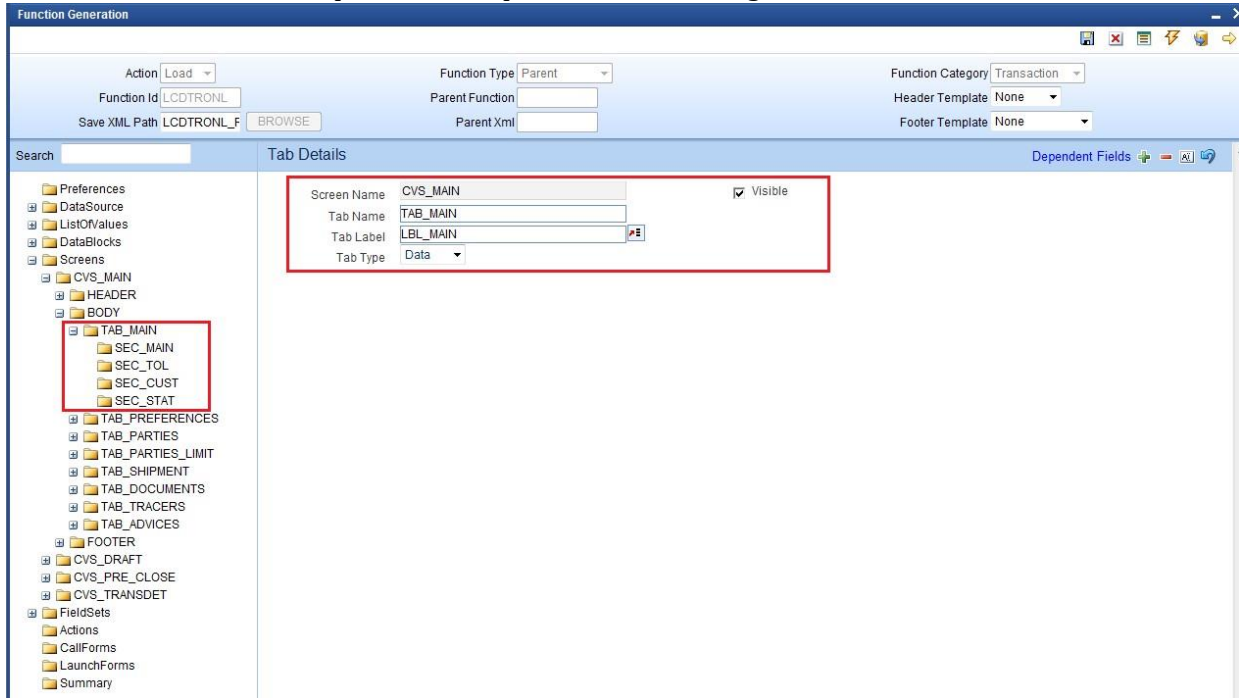 Function Generation
Action Load Function Type Parent Function Category Transaction
Function Id LCDTRONL Parent Function Header Template None
Save XML Path LCDTRONL_F BROWSE Parent Xml Footer Template None
Search Tab Details Dependent Fields
Preferences
DataSource
ListOfValues
DataBlocks
Screens
CVS_MAIN
HEADER
BODY
TAB_MAIN
SEC_MAIN
SEC_TOL
SEC_CUST
SEC_STAT
TAB_PREFERENCES
TAB_PARTIES
TAB_PARTIES_LIMIT
TAB_SHIPMENT
TAB_DOCUMENTS
TAB_TRACERS
TAB_ADVICES
FOOTER
CVS_DRAFT
CVS_PRE_CLOSE
CVS_TRANSDET
FieldSets
Actions
CallForms
LaunchForms
Summary
Screen Name CVS_MAIN Visible
Tab Name TAB_MAIN
Tab Label LBL_MAIN
Tab Type Data